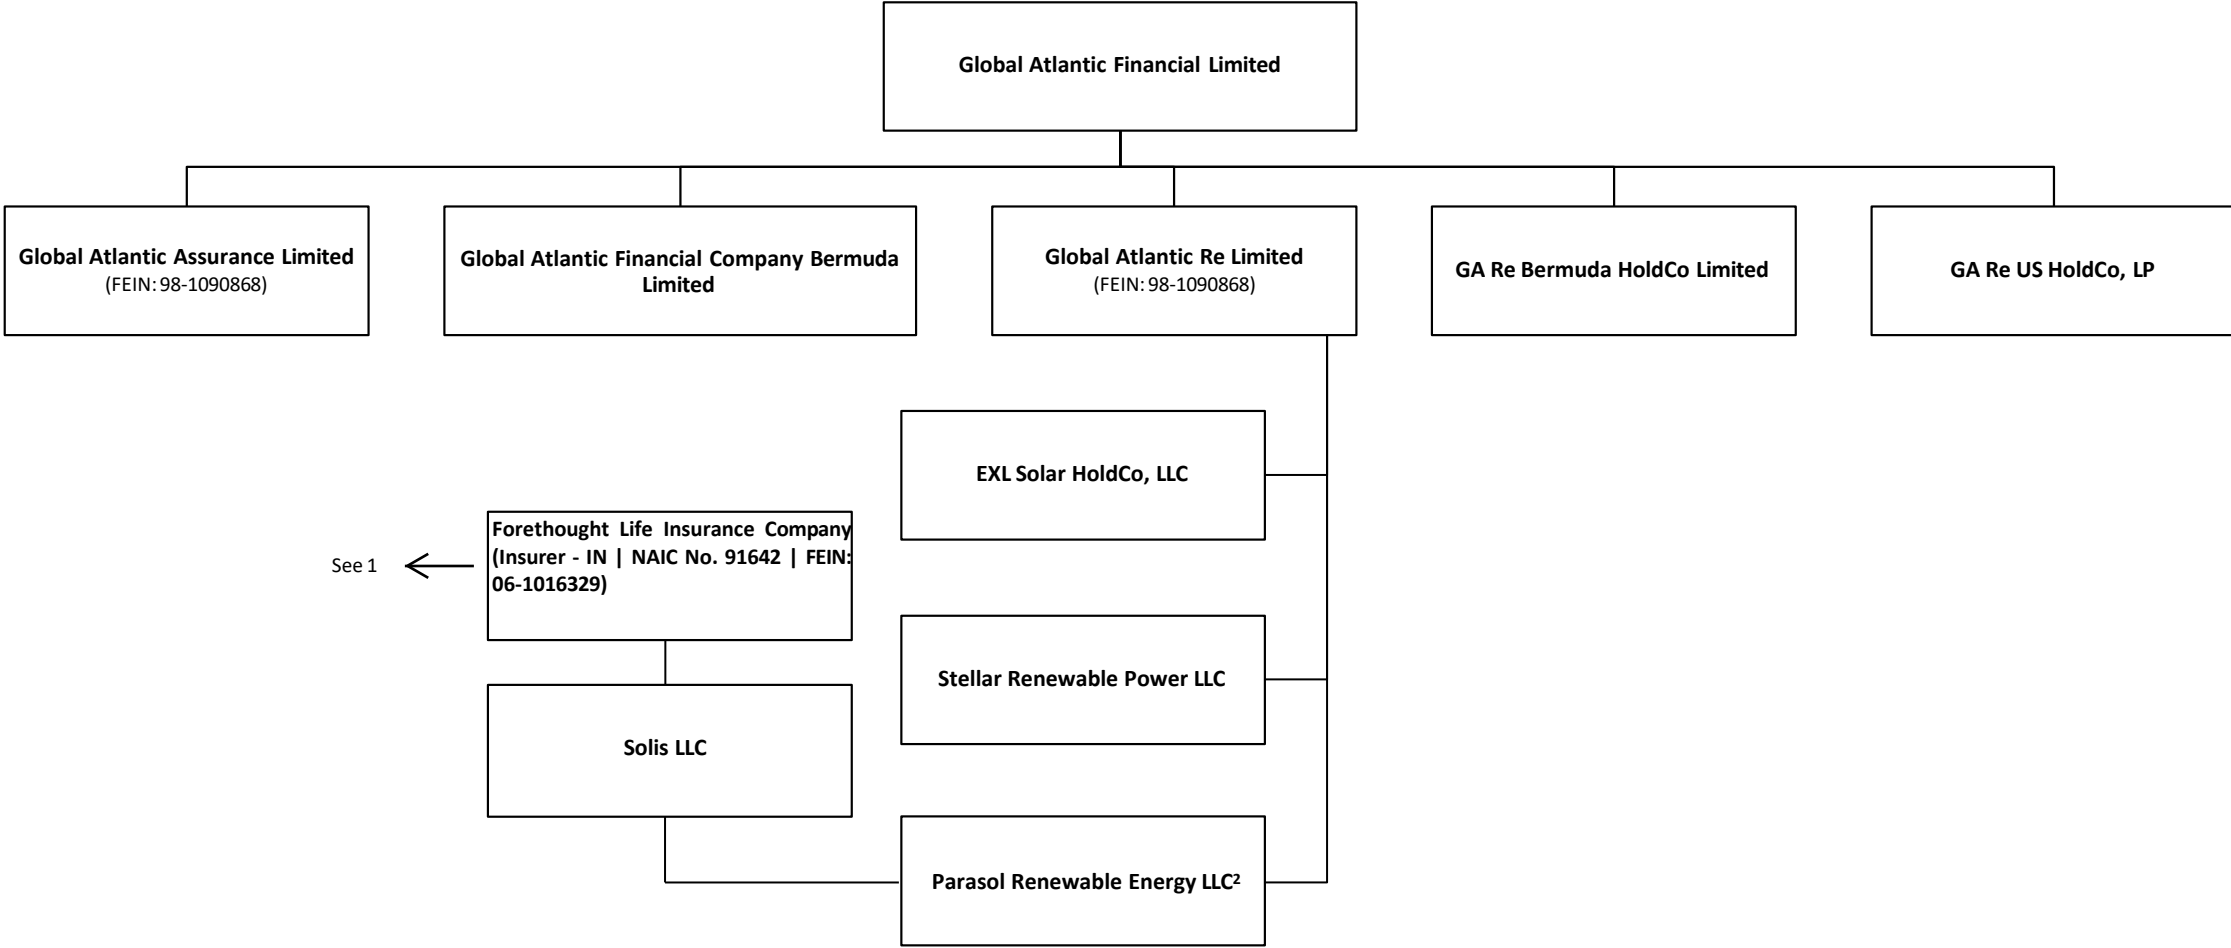 Global Atlantic Financial Limited
Global Atlantic Assurance Limited
(FEIN: 98-1090868)
Global Atlantic Financial Company Bermuda
Limited
Global Atlantic Re Limited
(FEIN: 98-1090868)
GA Re Bermuda HoldCo Limited
GA Re US HoldCo, LP
EXL Solar HoldCo, LLC
See 1
Forethought Life Insurance Company
(Insurer - IN | NAIC No. 91642 | FEIN:
06-1016329)
Stellar Renewable Power LLC
Solis LLC
Parasol Renewable Energy LLC²